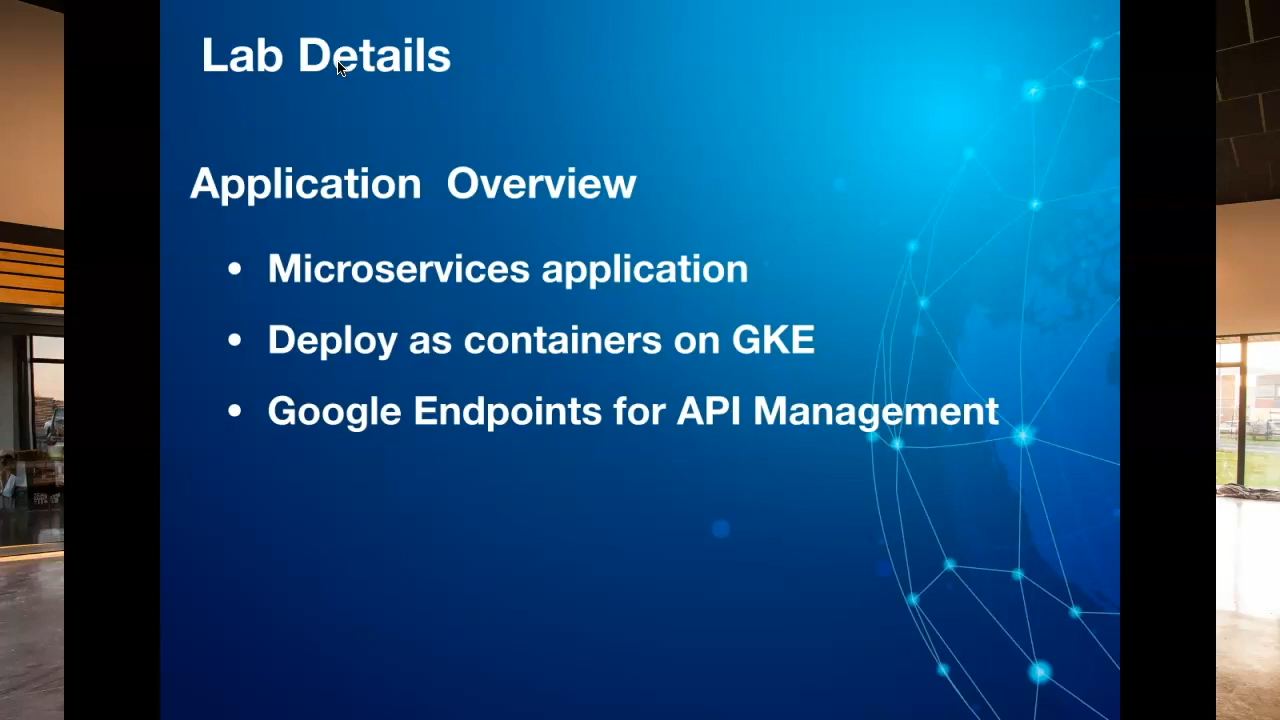 Lab Details
Application Overview
• Microservices application
• Deploy as containers on GKE
• Google Endpoints for API Management